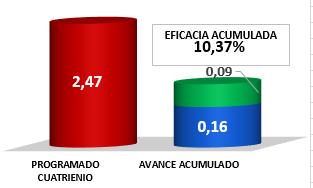 EFICACIA ACUMULADA
10,37%
2,47
0,09
0,16
PROGRAMADO
CUATRIENIO
AVANCE ACUMULADO